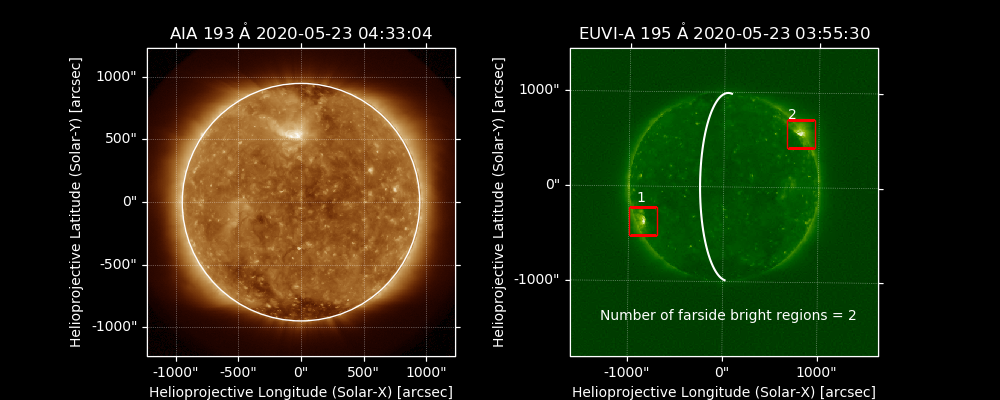 AIA 193 Å 2020-05-23 04:33:04
1000"
500"
0"
-500"
-1000"
-1000"
-500"
0"
500"
1000"
Helioprojective Latitude (Solar-Y) [arcsec]
Helioprojective Longitude (Solar-X) [arcsec]
EUVI-A 195 Å 2020-05-23 03:55:30
1000"
0"
-1000"
2
1
Number of farside bright regions = 2
-1000"
0"
1000"
Helioprojective Latitude (Solar-Y) [arcsec]
Helioprojective Longitude (Solar-X) [arcsec]